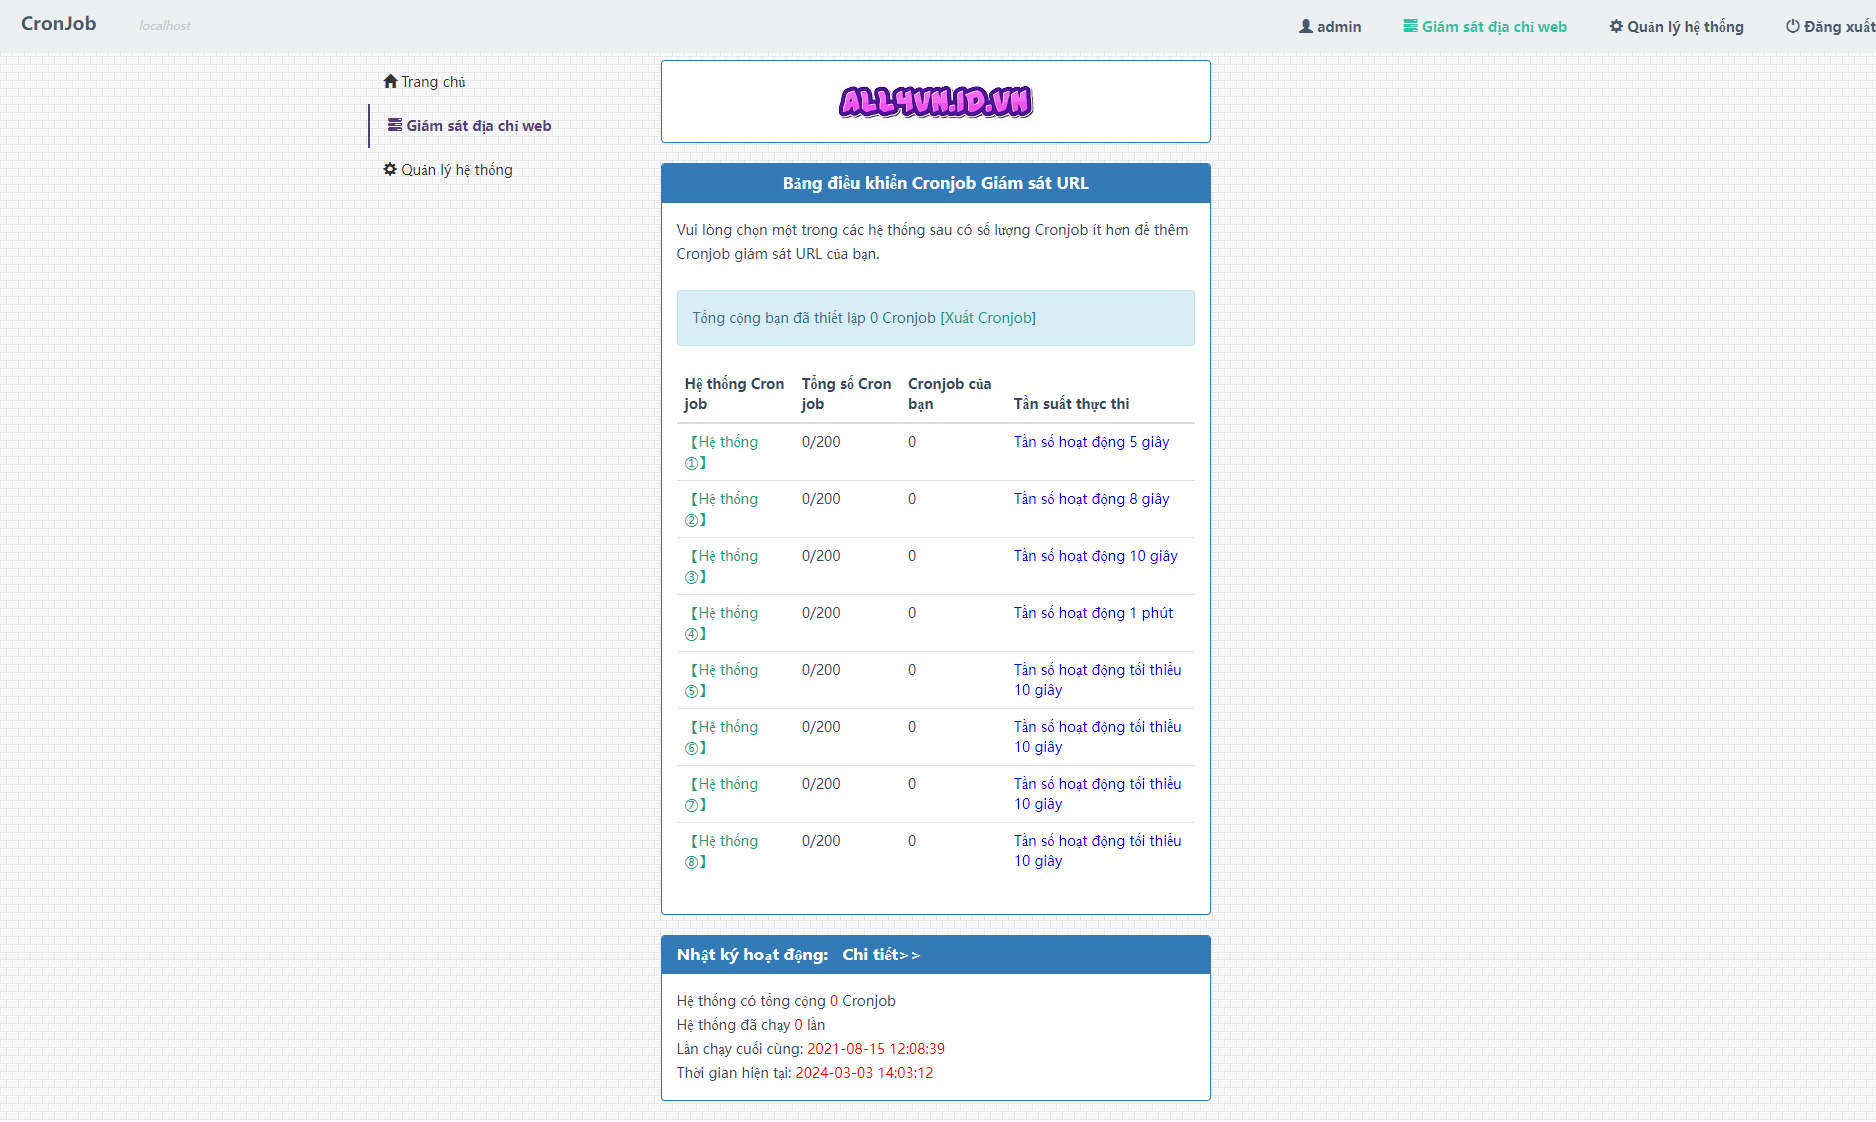 CronJob
localhost
admin
Giám sát địa chỉ web
Quản lý hệ thống
Đăng xuất
Trang chủ
Giám sát địa chỉ web
Quản lý hệ thống
ALL4VN.ID.VN
Bảng điều khiển Cronjob Giám sát URL
Vui lòng chọn một trong các hệ thống sau có số lượng Cronjob ít hơn để thêm
Cronjob giám sát URL của bạn.
Tổng cộng bạn đã thiết lập 0 Cronjob [Xuất Cronjob]
Hệ thống Cron job	Tổng số Cron job	Cronjob của bạn	Tần suất thực thi
【Hệ thống ①】	0/200	0	Tần số hoạt động 5 giây
【Hệ thống ②】	0/200	0	Tần số hoạt động 8 giây
【Hệ thống ③】	0/200	0	Tần số hoạt động 10 giây
【Hệ thống ④】	0/200	0	Tần số hoạt động 1 phút
【Hệ thống ⑤】	0/200	0	Tần số hoạt động tối thiểu 10 giây
【Hệ thống ⑥】	0/200	0	Tần số hoạt động tối thiểu 10 giây
【Hệ thống ⑦】	0/200	0	Tần số hoạt động tối thiểu 10 giây
【Hệ thống ⑧】	0/200	0	Tần số hoạt động tối thiểu 10 giây
Nhật ký hoạt động: Chi tiết>>
Hệ thống có tổng cộng 0 Cronjob
Hệ thống đã chạy 0 lần
Lần chạy cuối cùng: 2021-08-15 12:08:39
Thời gian hiện tại: 2024-03-03 14:03:12